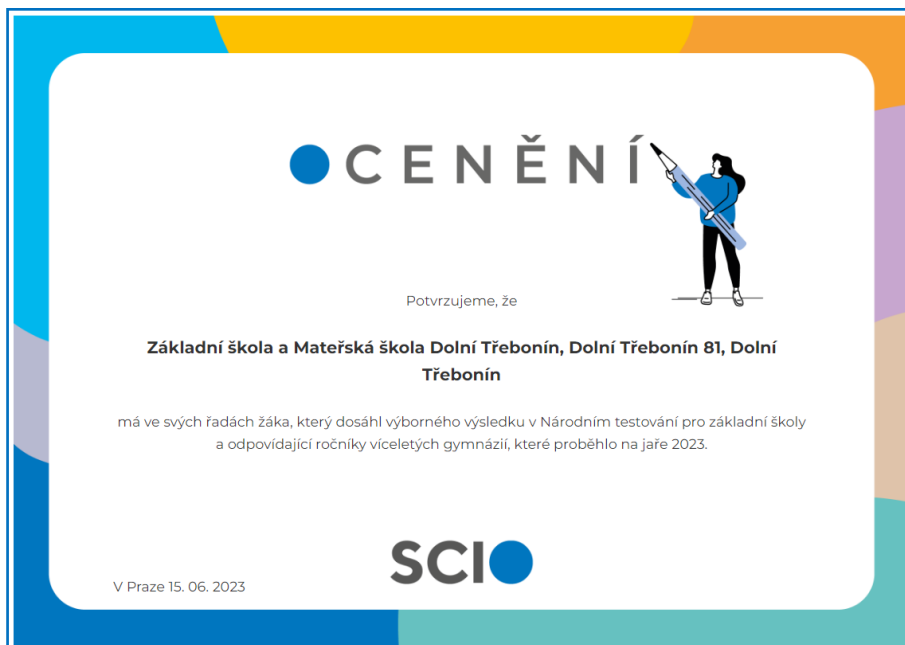 OCENĚNÍ
Potvrzujeme, že
Základní škola a Mateřská škola Dolní Třebonín, Dolní Třebonín 81, Dolní
Třebonín
má ve svých řadách žáka, který dosáhl výborného výsledku v Národním testování pro základní školy
a odpovídající ročníky víceletých gymnázií, které proběhlo na jaře 2023.
SCIO
V Praze 15. 06. 2023